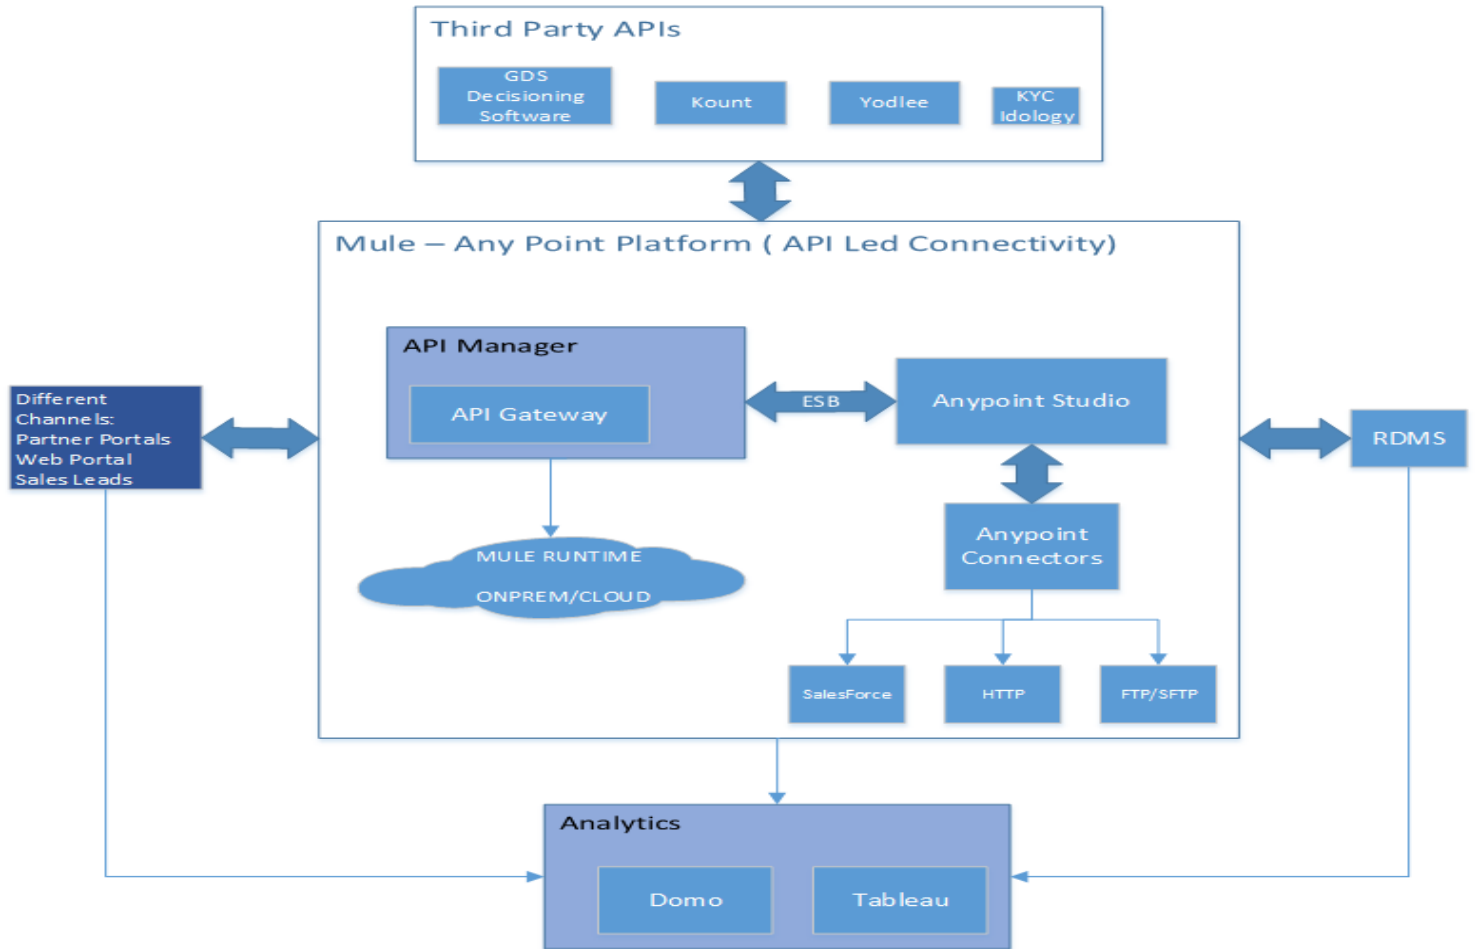 Third Party APIs
GDS
Decisioning
Software
Kount
Yodlee
KYC
Idology
Mule – Any Point Platform ( API Led Connectivity)
API Manager
API Gateway
ESB
Anypoint Studio
Different
Channels:
Partner Portals
Web Portal
Sales Leads
RDMS
Anypoint
Connectors
MULE RUNTIME
ONPREM/CLOUD
SalesForce
HTTP
FTP/SFTP
Analytics
Domo
Tableau